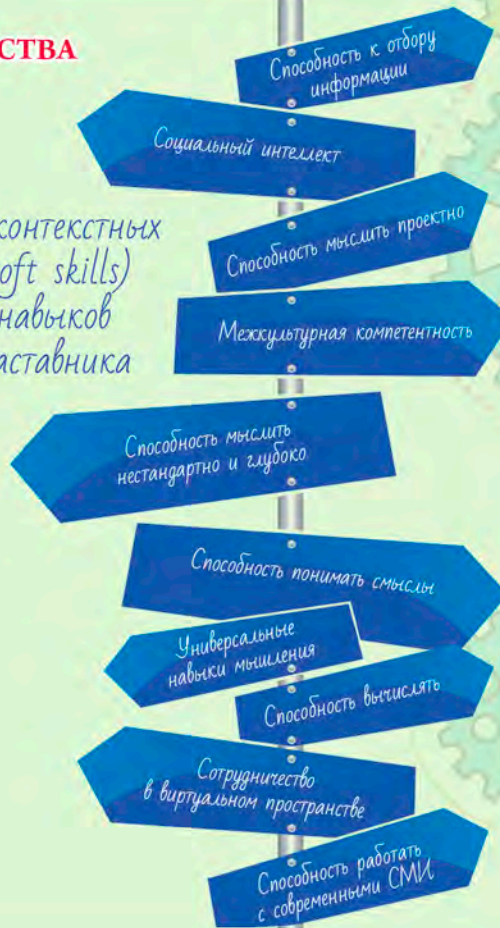 СТВА
Способность к отбору
информации
Социальный интеллект
контекстных
oft skills)
навыков
аставника
Способность мыслить проектно
Межкультурная компетентность
Способность мыслить
нестандартно и глубоко
Способность понимать смыслы
Универсальные
навыки мышления
Способность вычислять
Сотрудничество
в виртуальном пространстве
Способность работать
с современными СМИ